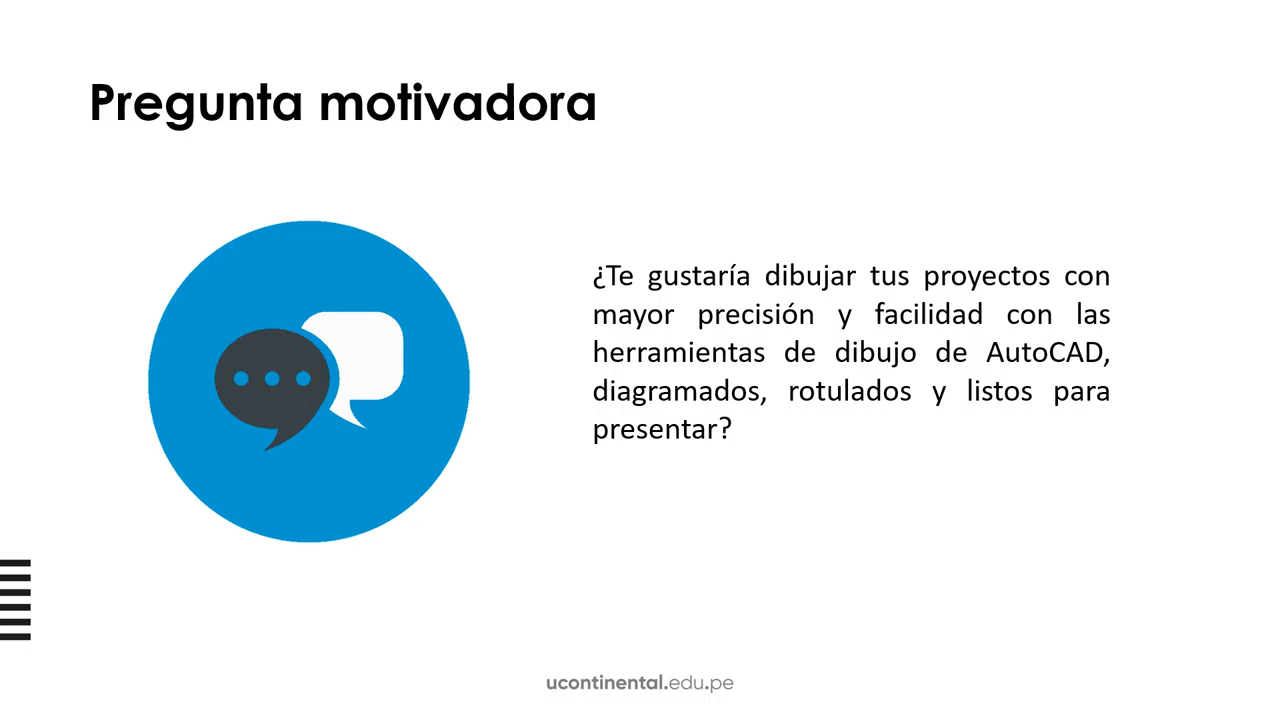 Pregunta motivadora
¿Te gustaría dibujar tus proyectos con
mayor precisión y facilidad con las
herramientas de dibujo de AutoCAD,
diagramados, rotulados y listos para
presentar?
ucontinental.edu.pe